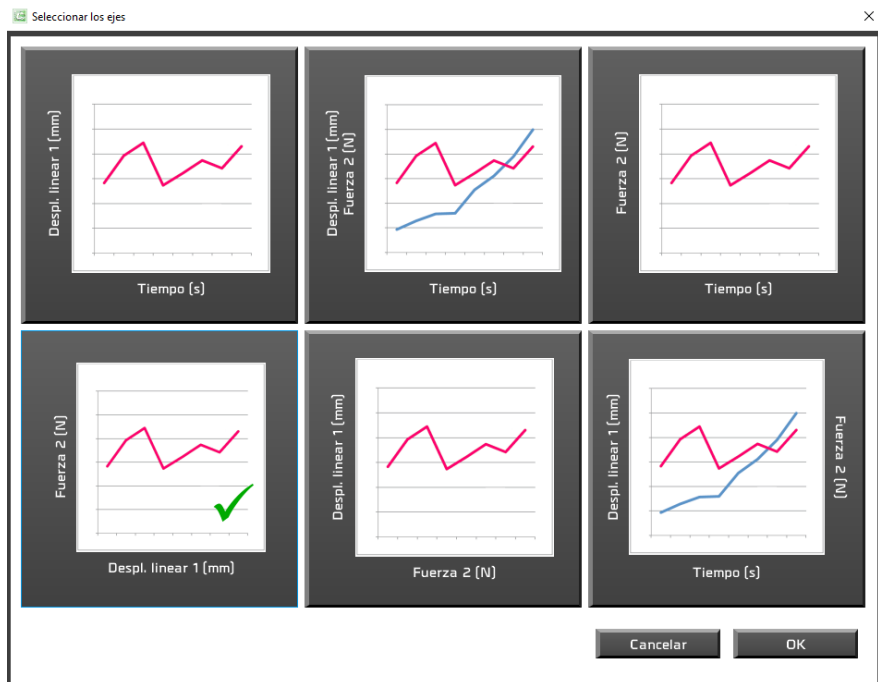 Seleccionar los ejes
Despl. linear 1 (mm)
Tiempo (s)
Despl. linear 1 (mm)
Fuerza 2 (N)
Tiempo (s)
Fuerza 2 (N)
Tiempo (s)
Fuerza 2 (N)
Despl. linear 1 (mm)
Despl. linear 1 (mm)
Fuerza 2 (N)
Despl. linear 1 (mm)
Fuerza 2 (N)
Tiempo (s)
Cancelar
OK